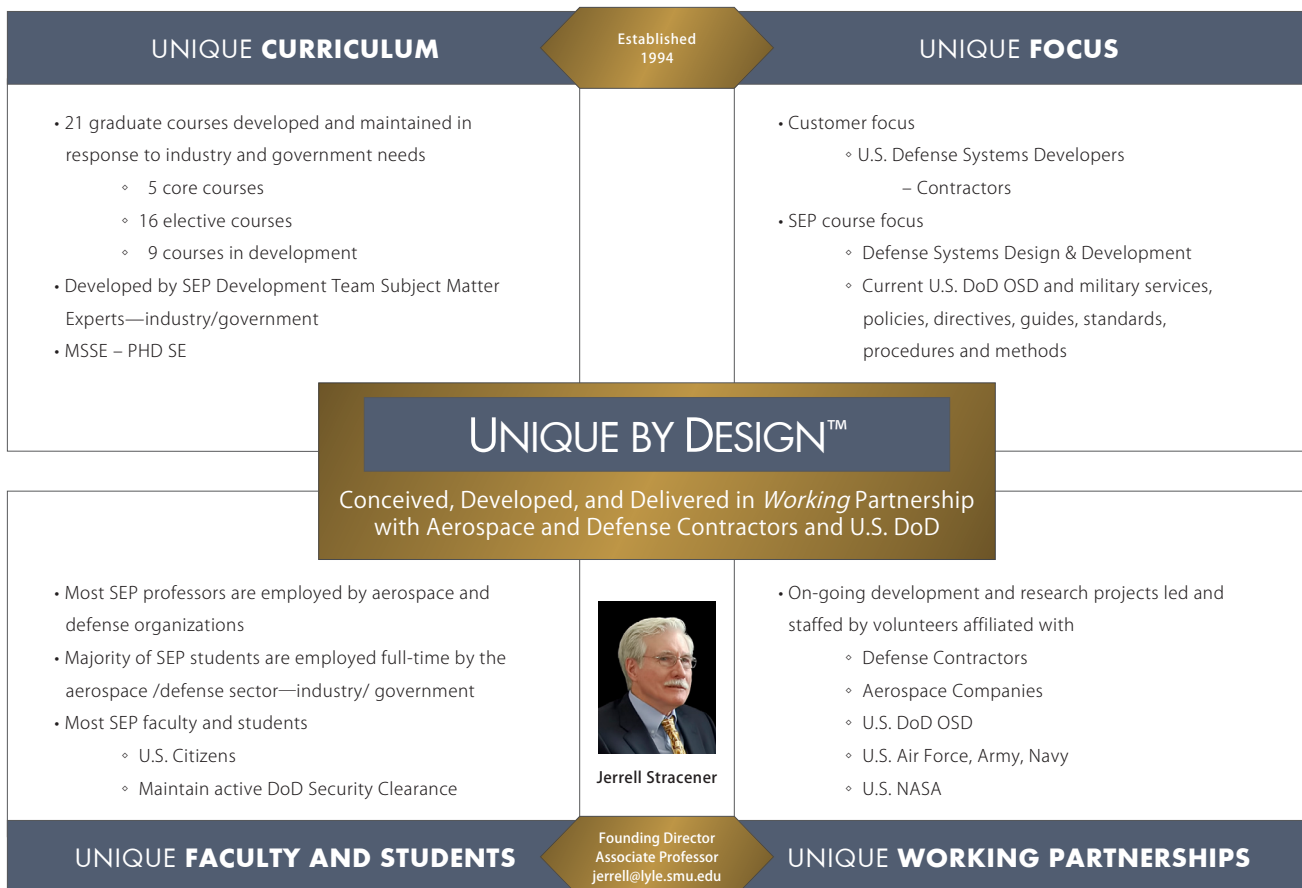 UNIQUE CURRICULUM
Established
1994
UNIQUE FOCUS
• 21 graduate courses developed and maintained in
response to industry and government needs
◦ 5 core courses
◦ 16 elective courses
◦ 9 courses in development
• Developed by SEP Development Team Subject Matter
Experts—industry/government
• MSSE – PHD SE
• Customer focus
◦ U.S. Defense Systems Developers
– Contractors
• SEP course focus
◦ Defense Systems Design & Development
◦ Current U.S. DoD OSD and military services,
policies, directives, guides, standards,
procedures and methods
UNIQUE BY DESIGN™
Conceived, Developed, and Delivered in Working Partnership
with Aerospace and Defense Contractors and U.S. DoD
• Most SEP professors are employed by aerospace and
defense organizations
• Majority of SEP students are employed full-time by the
aerospace /defense sector—industry/ government
• Most SEP faculty and students
◦ U.S. Citizens
◦ Maintain active DoD Security Clearance
Jerrell Stracener
• On-going development and research projects led and
staffed by volunteers affiliated with
◦ Defense Contractors
◦ Aerospace Companies
◦ U.S. DoD OSD
◦ U.S. Air Force, Army, Navy
◦ U.S. NASA
UNIQUE FACULTY AND STUDENTS
Founding Director
Associate Professor
jerrell@lyle.smu.edu
UNIQUE WORKING PARTNERSHIPS